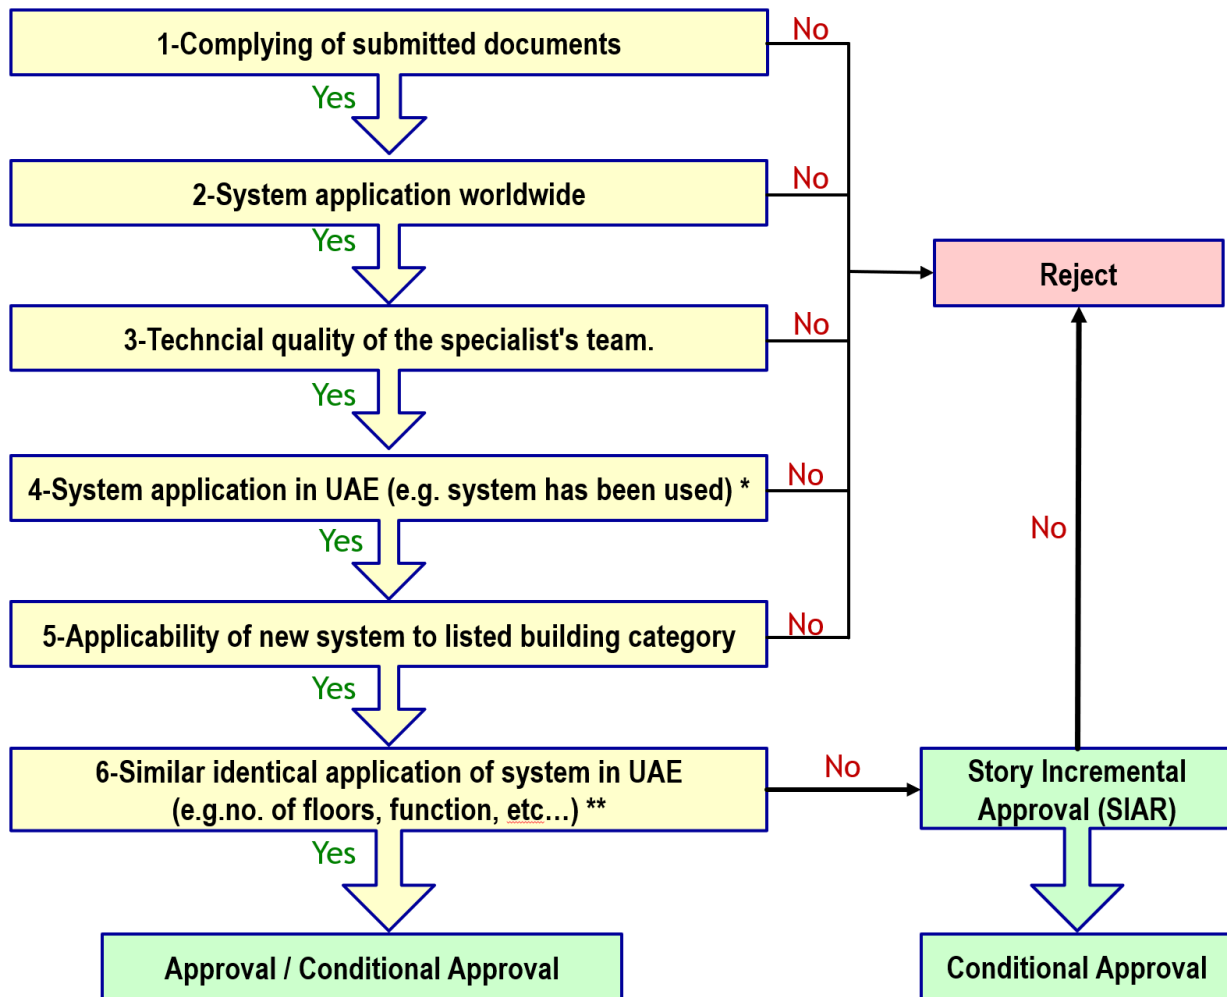 1-Complying of submitted documents
No
Yes
2-System application worldwide
No
Yes
Reject
3-Techncial quality of the specialist's team.
No
Yes
4-System application in UAE (e.g. system has been used) *
No
No
Yes
5-Applicability of new system to listed building category
No
Yes
6-Similar identical application of system in UAE
(e.g.no. of floors, function, etc…) **
No
Story Incremental
Approval (SIAR)
Yes
Approval / Conditional Approval
Conditional Approval